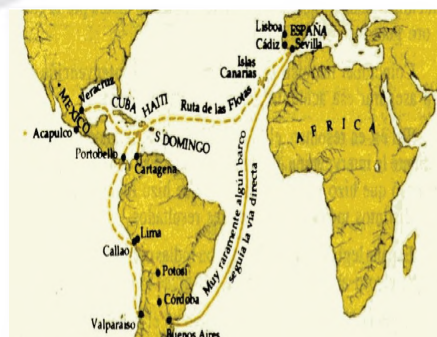 Lisboa
ESPAÑA
Cádiz
Sevilla
Islas
Canarias
Veracruz
MEXICO
CUBA
HAITI
Ruta de las Flotas
Acapulco
S DOMINGO
AFRICA
Portobello
Cartagena
Muy raramente algún barco
seguía la vía directa
Lima
Callao
Potosí
Córdoba
Valparaiso
Buenos Aires